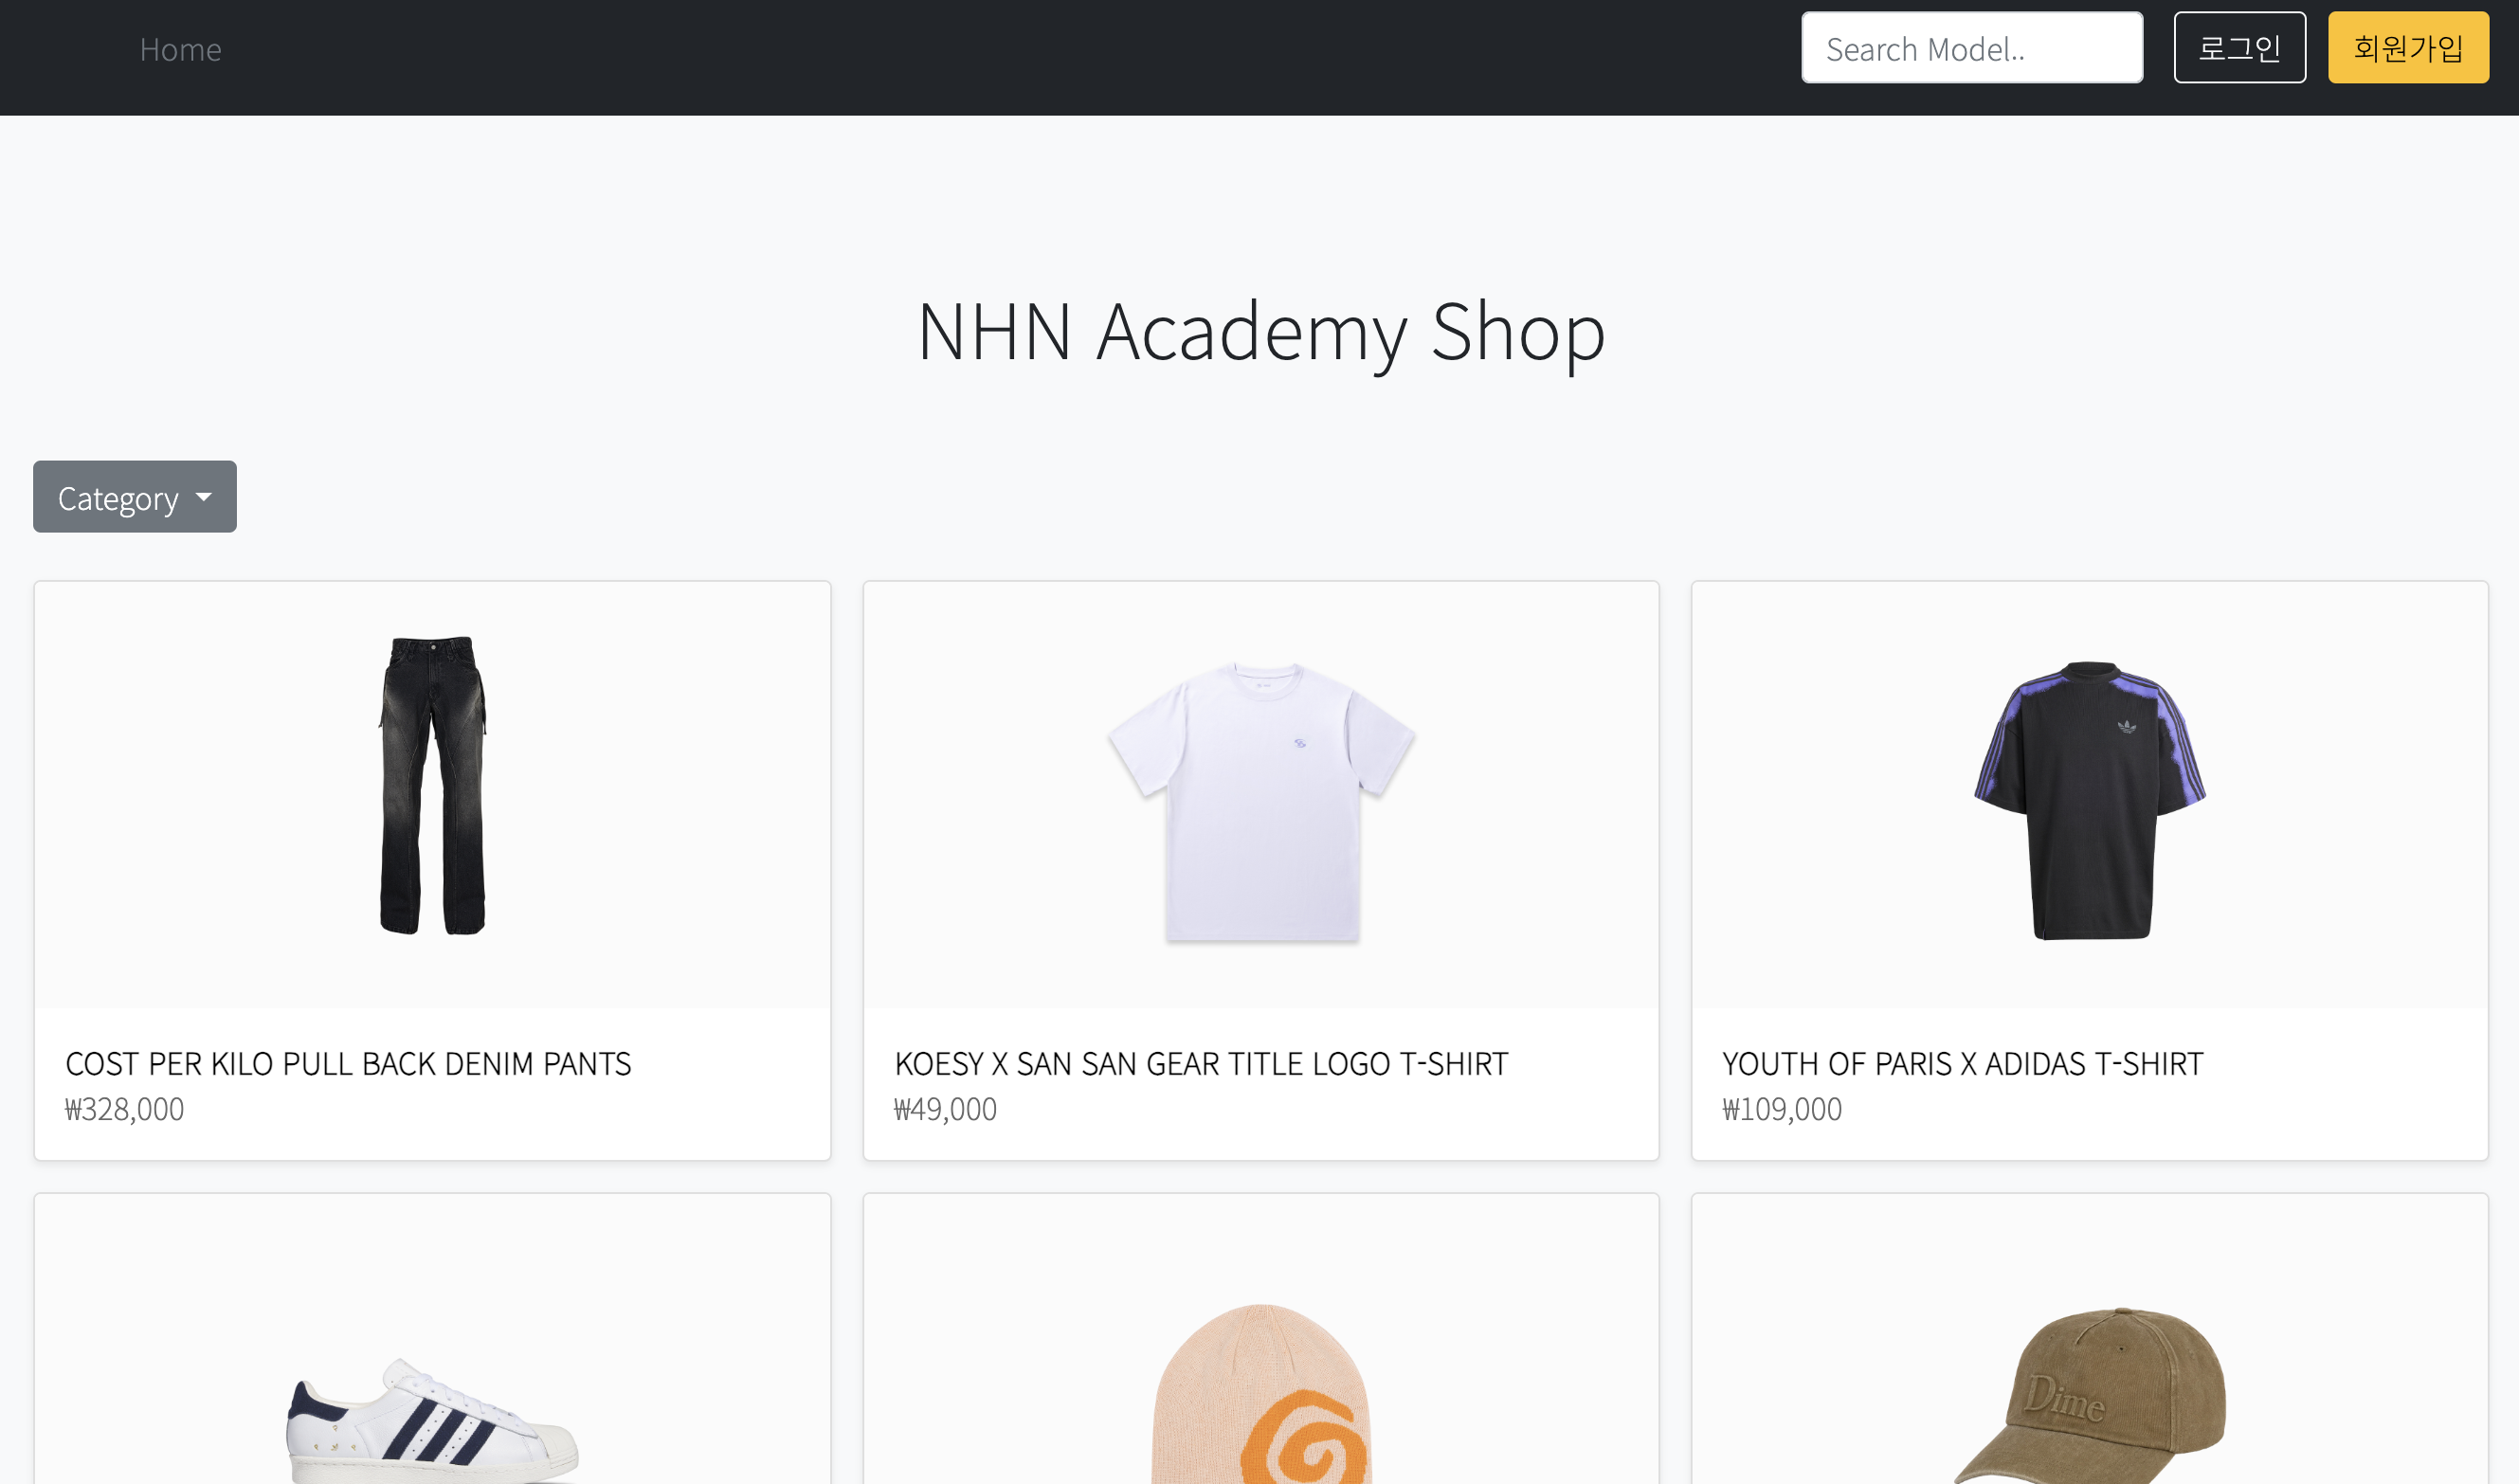 Home
Search Model..
로그인
회원가입
NHN Academy Shop
Category
COST PER KILO PULL BACK DENIM PANTS
₩328,000
KOESY X SAN SAN GEAR TITLE LOGO T-SHIRT
₩49,000
YOUTH OF PARIS X ADIDAS T-SHIRT
₩109,000
Dime